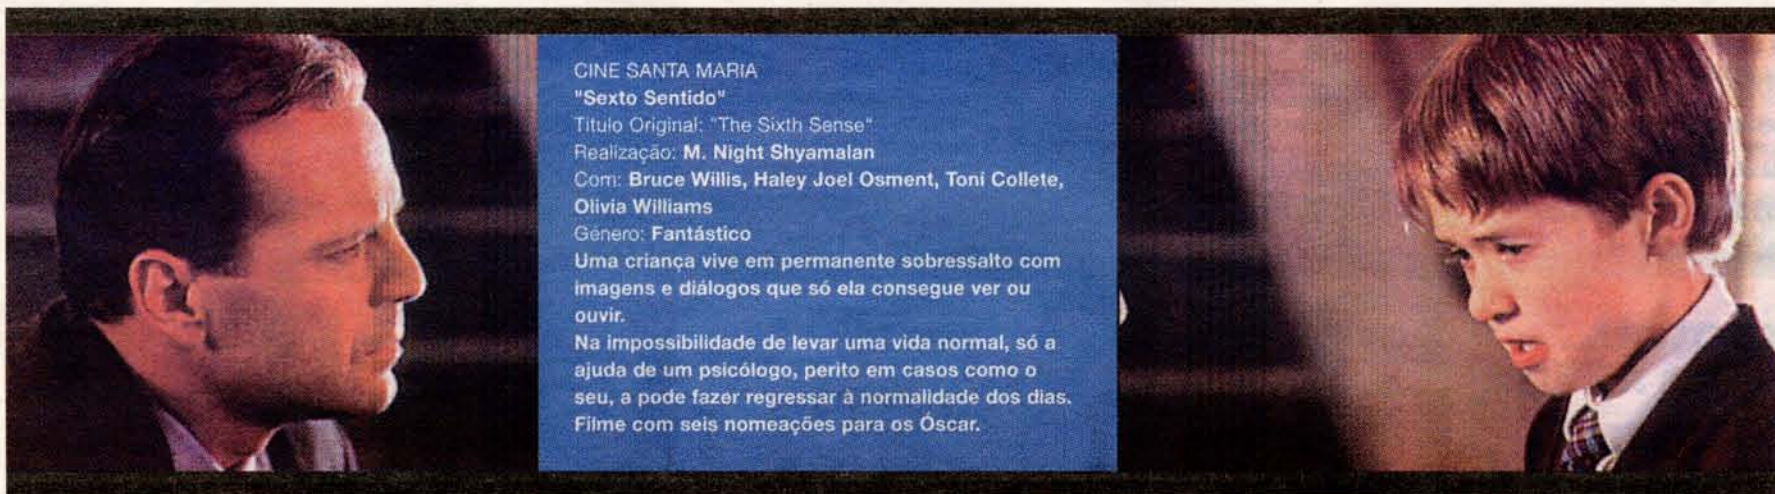 CINE SANTA MARIA
"Sexto Sentido"
Titulo Original: "The Sixth Sense"
Realização: M. Night Shyamalan
Com: Bruce Willis, Haley Joel Osment, Toni Collete,
Olivia Williams
Género: Fantástico
Uma criança vive em permanente sobressalto com
imagens e diálogos que só ela consegue ver ou
ouvir.
Na impossibilidade de levar uma vida normal, só a
ajuda de um psicólogo, perito em casos como o
seu, a pode fazer regressar à normalidade dos dias.
Filme com seis nomeações para os Óscar.